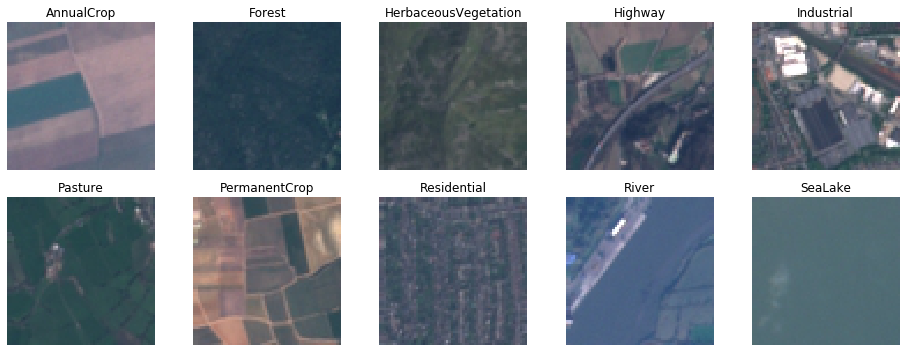 AnnualCrop
Forest
HerbaceousVegetation
Highway
Industrial
Pasture
PermanentCrop
Residential
River
SeaLake